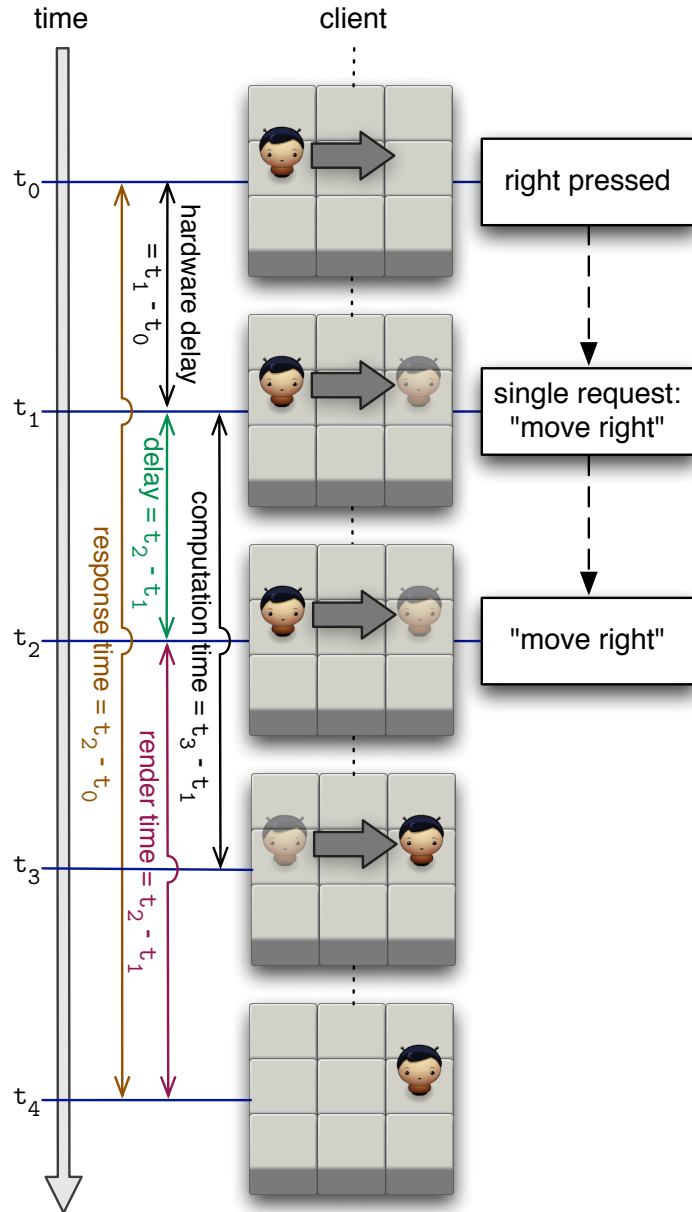 time
client
t0
right pressed
hardware delay
= t1 - t0
t1
single request:
"move right"
delay = t2 - t1
computation time = t3 - t1
response time = t2 - t0
t2
"move right"
render time = t2 - t1
t3
t4